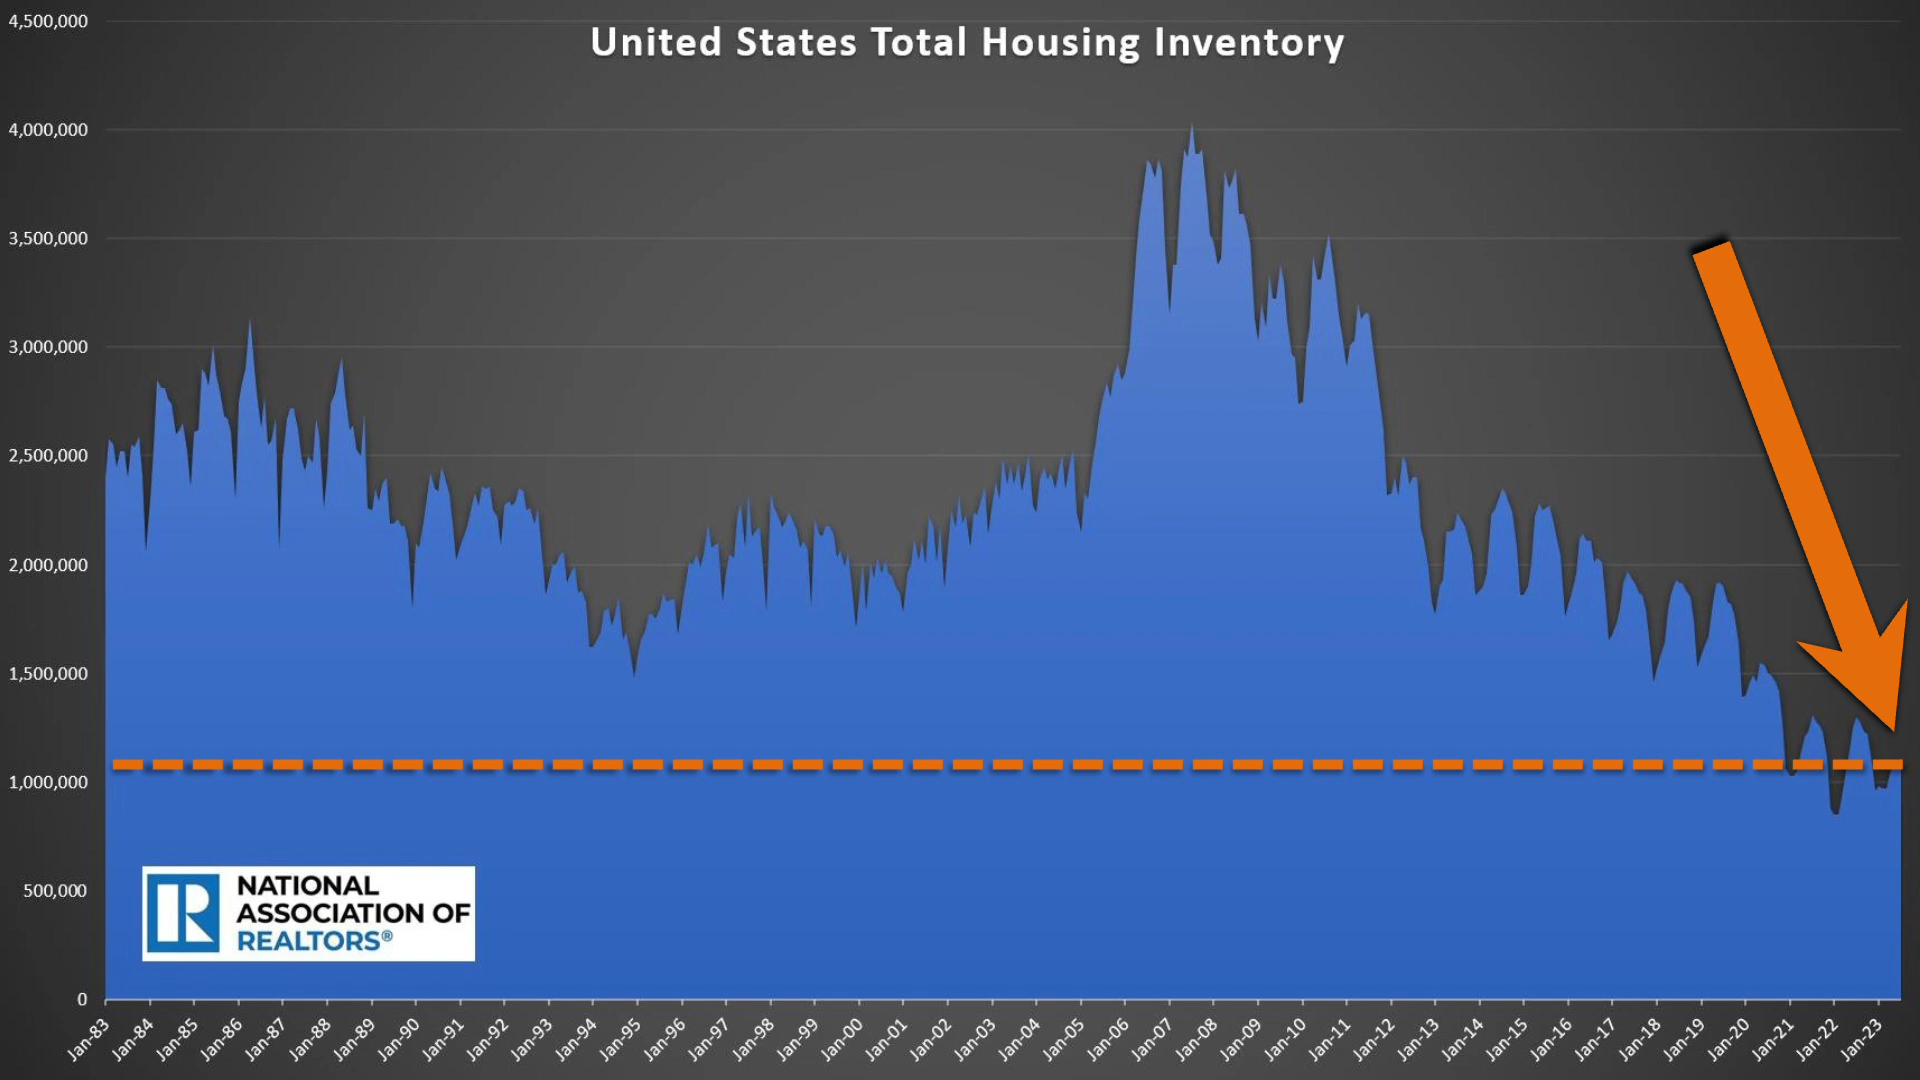 United States Total Housing Inventory
4,500,000
4,000,000
3,500,000
3,000,000
2,500,000
2,000,000
1,500,000
1,000,000
500,000
0
NATIONAL
ASSOCIATION OF
REALTORS®
Jan-83 Jan-84 Jan-85 Jan-86 Jan-87 Jan-88 Jan-89 Jan-90 Jan-91 Jan-92 Jan-93 Jan-94 Jan-95 Jan-96 Jan-97 Jan-98 Jan-99 Jan-00 Jan-01 Jan-02 Jan-03 Jan-04 Jan-05 Jan-06 Jan-07 Jan-08 Jan-09 Jan-10 Jan-11 Jan-12 Jan-13 Jan-14 Jan-15 Jan-16 Jan-17 Jan-18 Jan-19 Jan-20 Jan-21 Jan-22 Jan-23